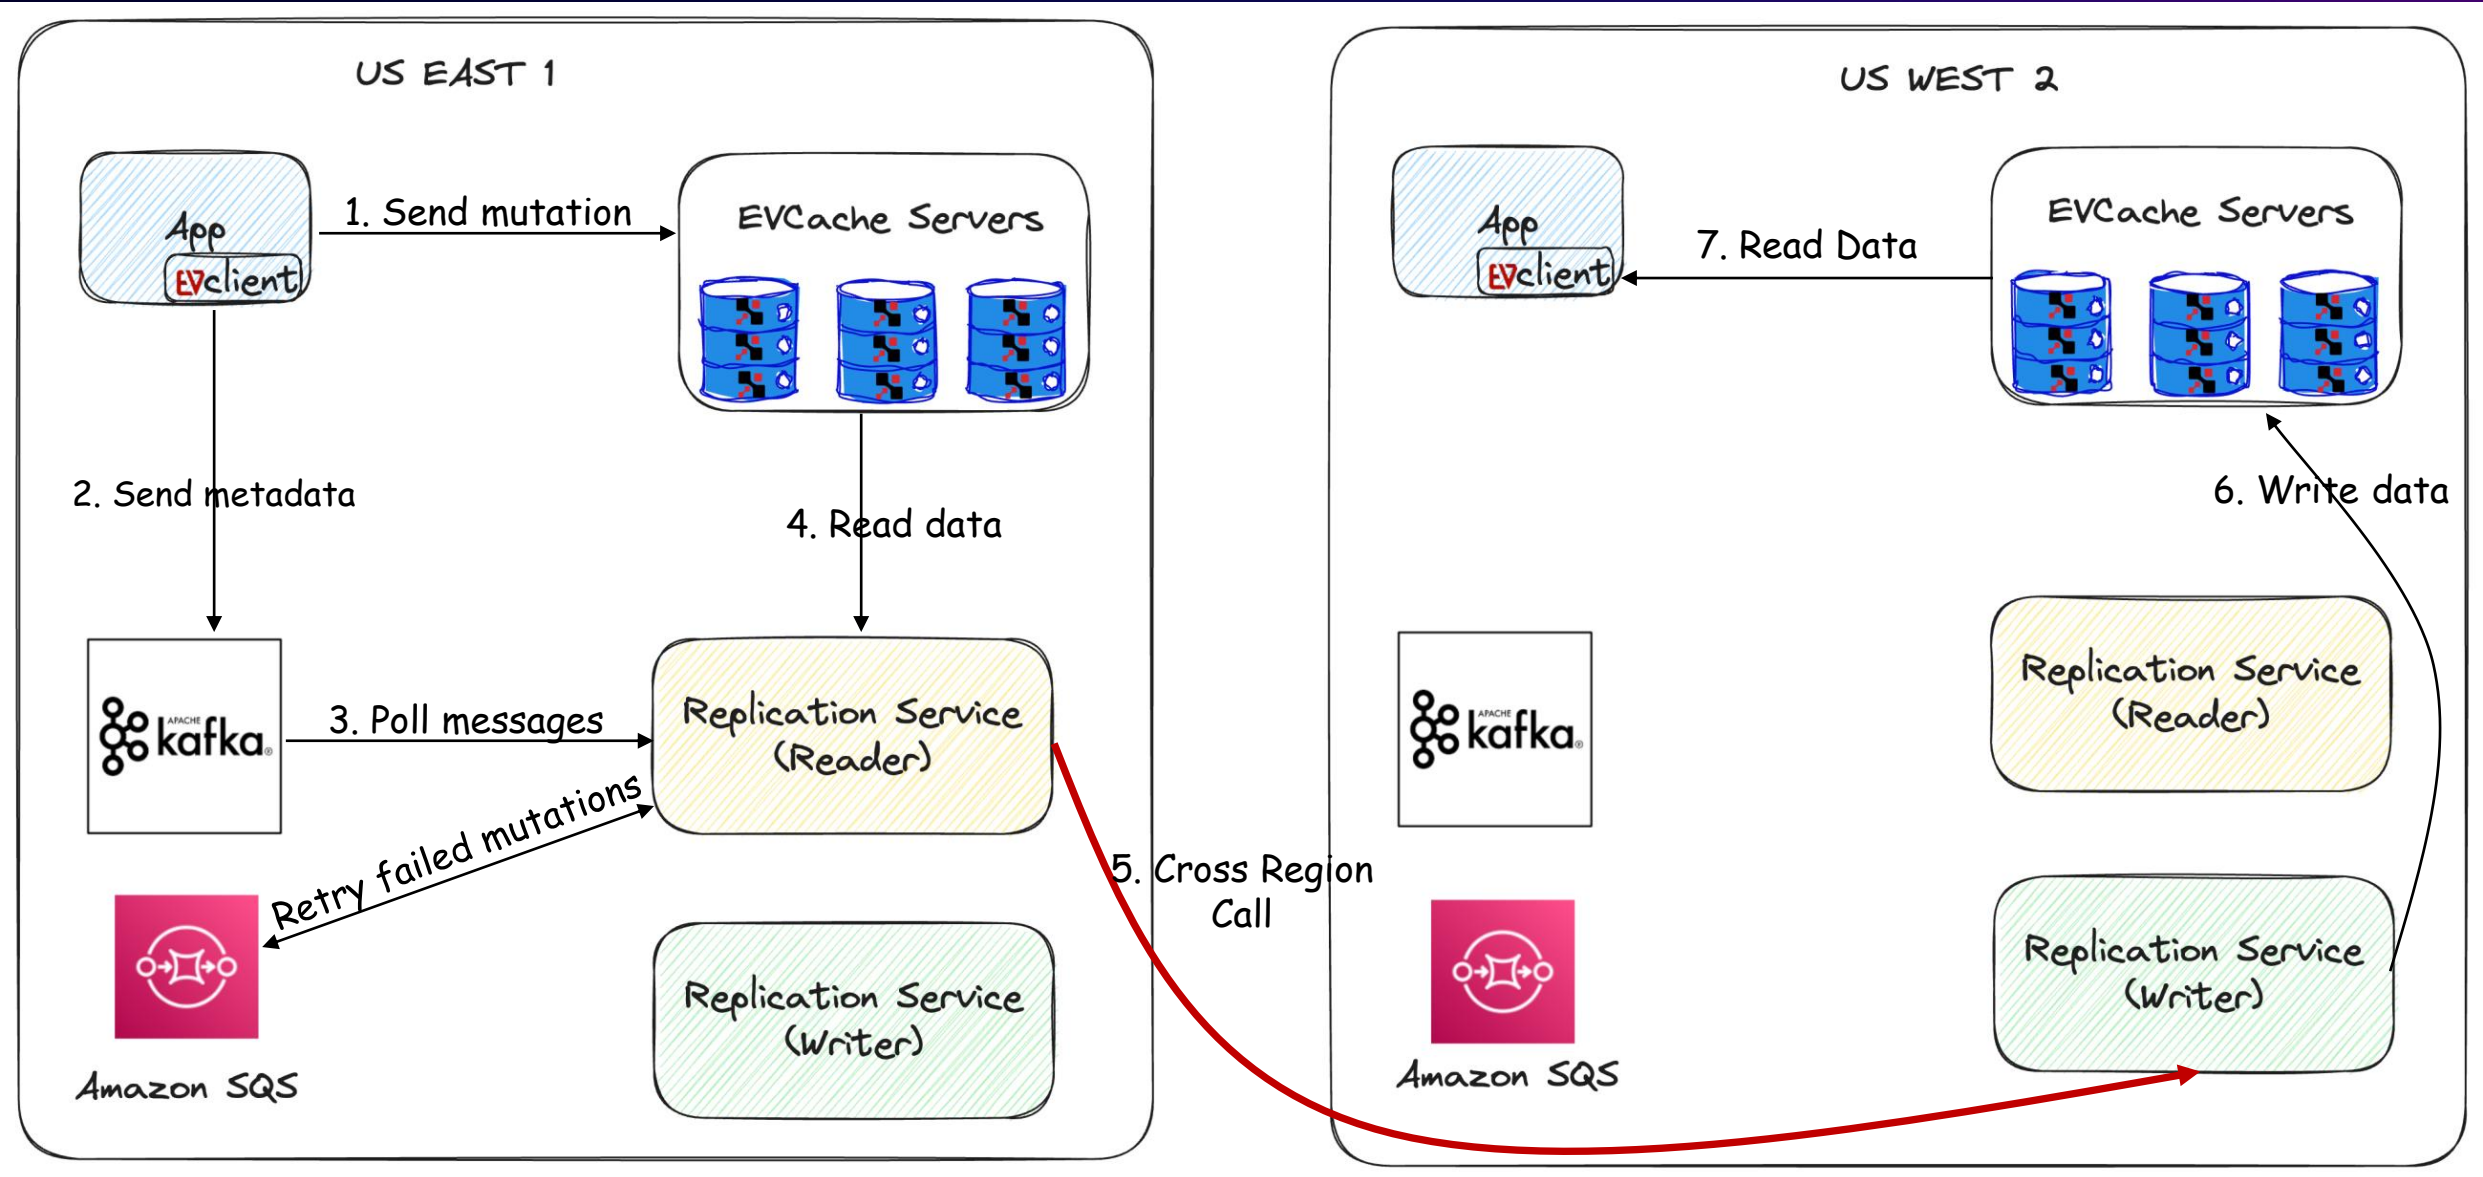 US EAST 1
App
EVclient
1. Send mutation
EVCache Servers
2. Send metadata
4. Read data
APACHE
kafka®
3. Poll messages
Replication Service
(Reader)
Retry failed mutations
Amazon SQS
Replication Service
(Writer)
5. Cross Region
Call
US WEST 2
App
EVclient
7. Read Data
EVCache Servers
6. Write data
APACHE
kafka®
Replication Service
(Reader)
Amazon SQS
Replication Service
(Writer)